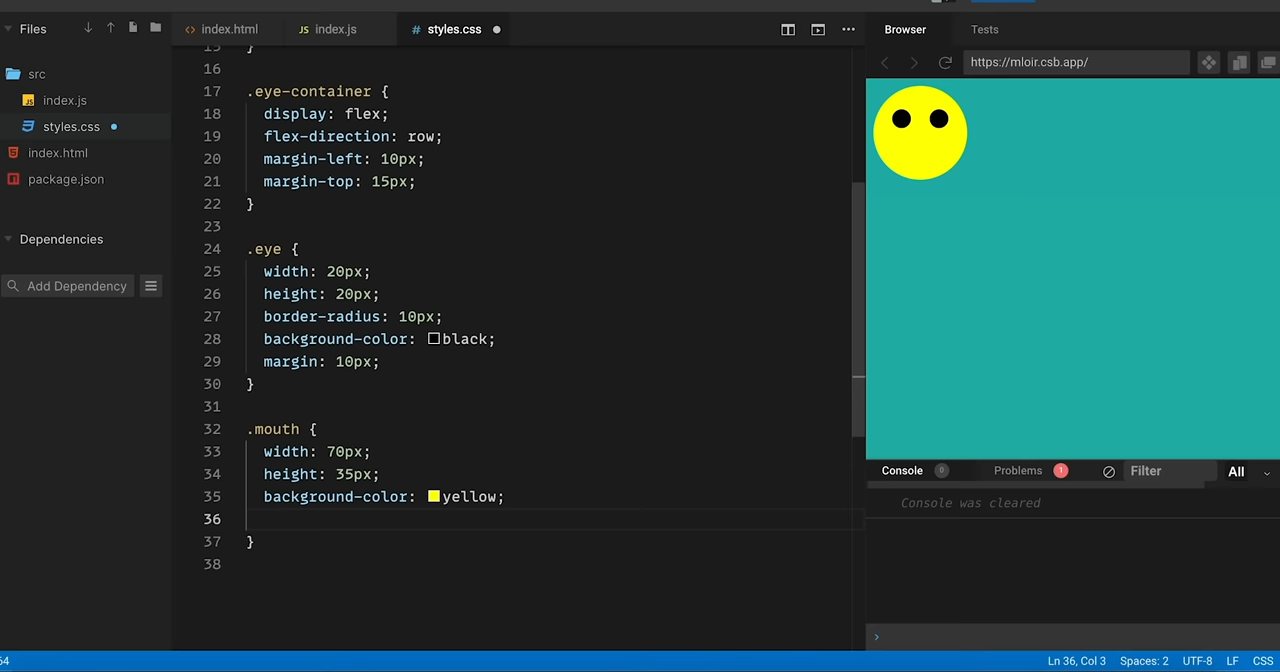 Files
index.html
JS index.js
# styles.css
Browser
Tests
src
index.js
styles.css
index.html
package.json
Dependencies
Add Dependency
https://mloir.csb.app/
15 }
16
17 .eye-container {
18 display: flex;
19 flex-direction: row;
20 margin-left: 10px;
21 margin-top: 15px;
22 }
23
24 .eye {
25 width: 20px;
26 height: 20px;
27 border-radius: 10px;
28 background-color: black;
29 margin: 10px;
30 }
31
32 .mouth {
33 width: 70px;
34 height: 35px;
35 background-color: yellow;
36
37 }
38
Console 0
Problems 1
Filter
All
Console was cleared
›
64
Ln 36, Col 3
Spaces: 2
UTF-8
LF
CSS